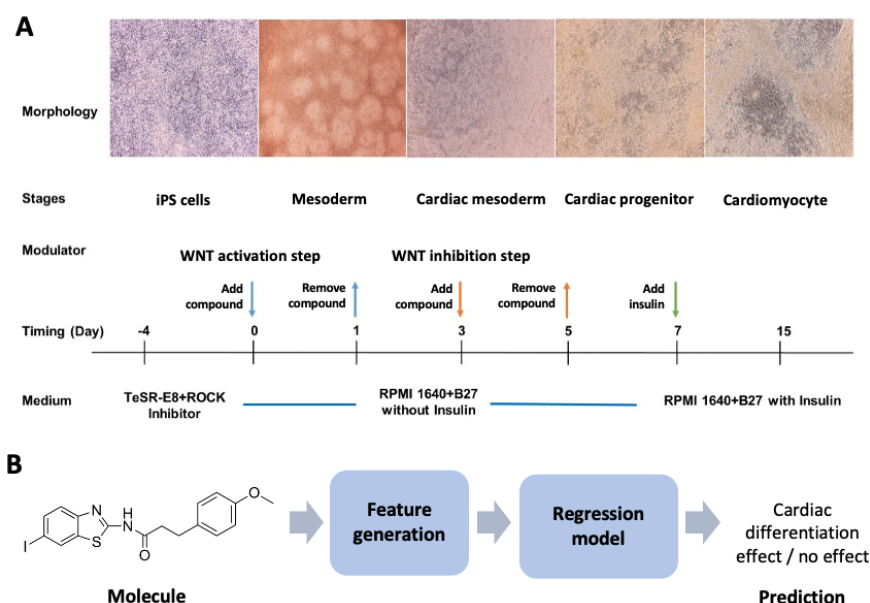 A
Morphology
Stages
iPS cells
Mesoderm
Cardiac mesoderm
Cardiac progenitor
Cardiomyocyte
Modulator
WNT activation step
WNT inhibition step
Add
compound
Remove
compound
Add
compound
Remove
compound
Add
insulin
Timing (Day)
-4
0
1
3
5
7
15
Medium
TeSR-E8+ROCK
Inhibitor
RPMI 1640+B27
without Insulin
RPMI 1640+B27 with Insulin
B
I
N
S
H
N
O
O
Molecule
Feature
generation
Regression
model
Cardiac
differentiation
effect / no effect
Prediction